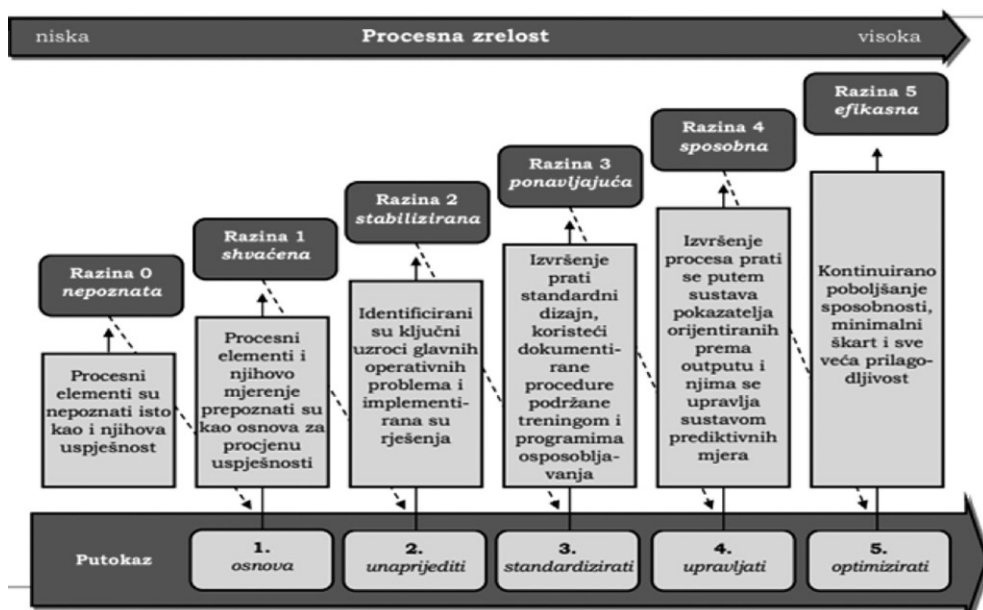 niska
Procesna zrelost
visoka
Razina 0
nepoznata
Procesni
elementi su
nepoznati isto
kao i njihova
uspješnost
Razina 1
shvaćena
Procesni
elementi i
njihovo
mjerenje
prepoznati su
kao osnova za
procjenu
uspješnosti
Razina 2
stabilizirana
Identificirani
su ključni
uzroci glavnih
operativnih
problema i
implementi-
rana su
rješenja
Razina 3
ponavljajuća
Izvršenje
prati
standardni
dizajn,
koristeći
dokumenti-
rane procedure
podržane
treningom i
programima
osposoblja-
vanja
Razina 4
sposobna
Izvršenje
procesa prati
se putem
sustava
pokazatelja
orijentiranih
prema
outputu i
njima se
upravlja
sustavom
prediktivnih
mjera
Razina 5
efikasna
Kontinuirano
poboljšanje
sposobnosti,
minimalni
škart i sve
veća prilago-
dljivost
Putokaz
1.
osnova
2.
unaprijediti
3.
standardizirati
4.
upravljati
5.
optimizirati